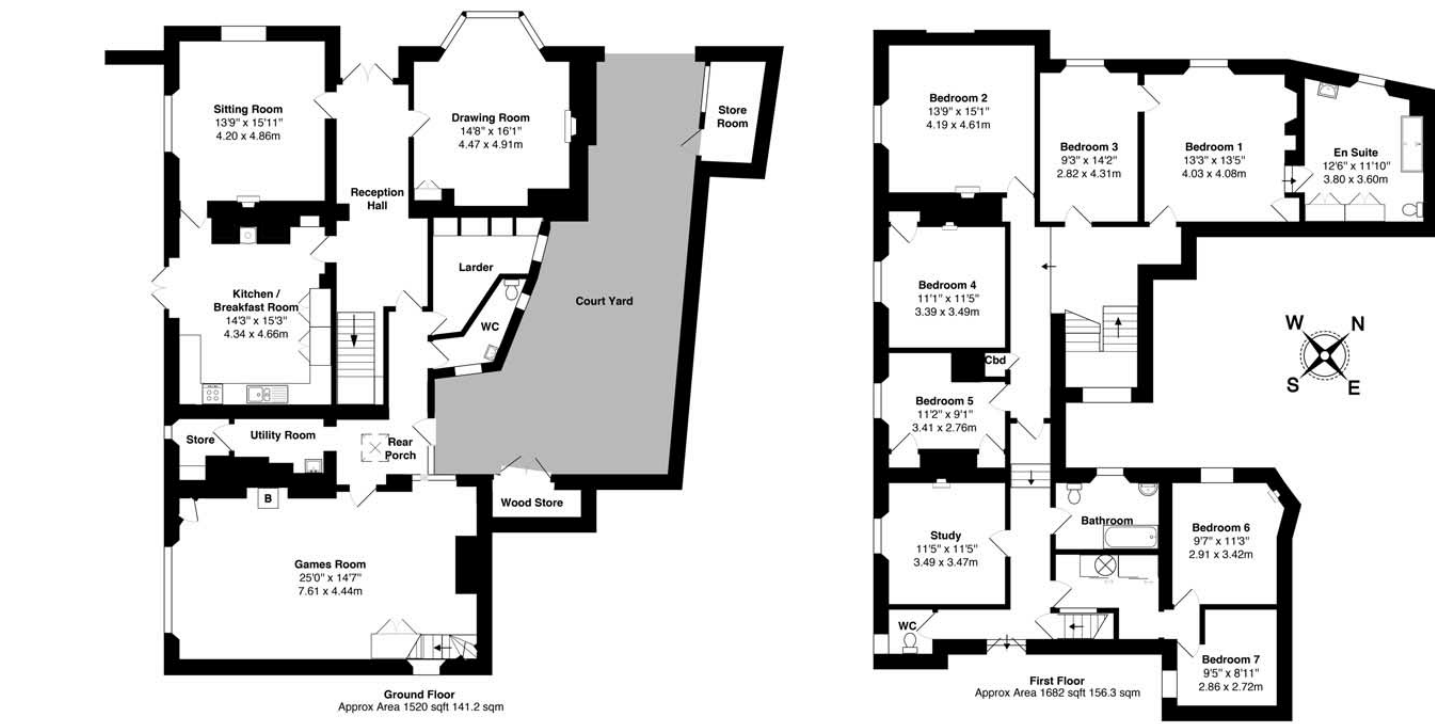 Sitting Room
13'9" x 15'11"
4.20 x 4.86m
Drawing Room
14'8" x 16'1"
4.47 x 4.91m
Store
Room
Reception
Hall
Larder
Kitchen /
Breakfast Room
14'3" x 15'3"
4.34 x 4.66m
WC
Court Yard
Store
Utility Room
Rear
Porch
B
Wood Store
Games Room
25'0" x 14'7"
7.61 x 4.44m
Ground Floor
Approx Area 1520 sqft 141.2 sqm
Bedroom 2
13'9" x 15'1"
4.19 x 4.61m
Bedroom 3
9'3" x 14'2"
2.82 x 4.31m
Bedroom 1
13'3" x 13'5"
4.03 x 4.08m
En Suite
12'6" x 11'10"
3.80 x 3.60m
Bedroom 4
11'1" x 11'5"
3.39 x 3.49m
Cbd
Bedroom 5
11'2" x 9'1"
3.41 x 2.76m
W N
S E
Study
11'5" x 11'5"
3.49 x 3.47m
Bathroom
Bedroom 6
9'7" x 11'3"
2.91 x 3.42m
WC
Bedroom 7
9'5" x 8'11"
2.86 x 2.72m
First Floor
Approx Area 1682 sqft 156.3 sqm